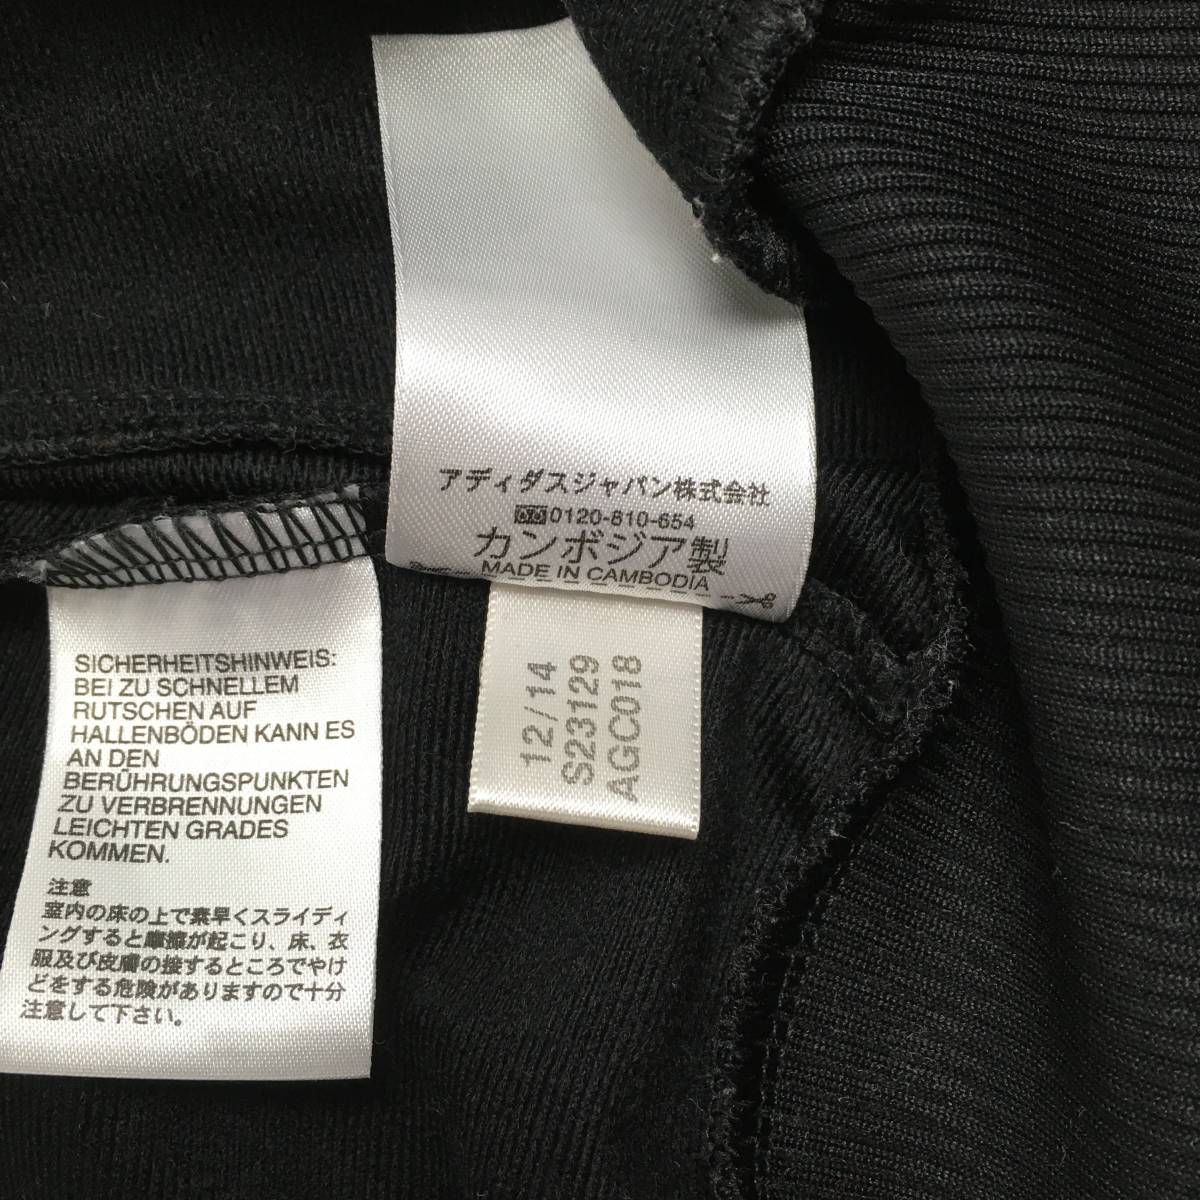 アディダスジャパン株式会社
0120-810-654
カンボジア製
MADE IN CAMBODIA
12/14
S23129
AGC018
SICHERHEITSHINWEIS:
BEI ZU SCHNELLEM
RUTSCHEN AUF
HALLENBÖDEN KANN ES
AN DEN
BERÜHRUNGSPUNKTEN
ZU VERBRENNUNGEN
LEICHTEN GRADES
KOMMEN.
注意
室内の床の上で素早くスライディ
ングすると摩擦が起こり、床、衣
服及び皮膚の接するところでやけ
どをする危険がありますので十分
注意して下さい。